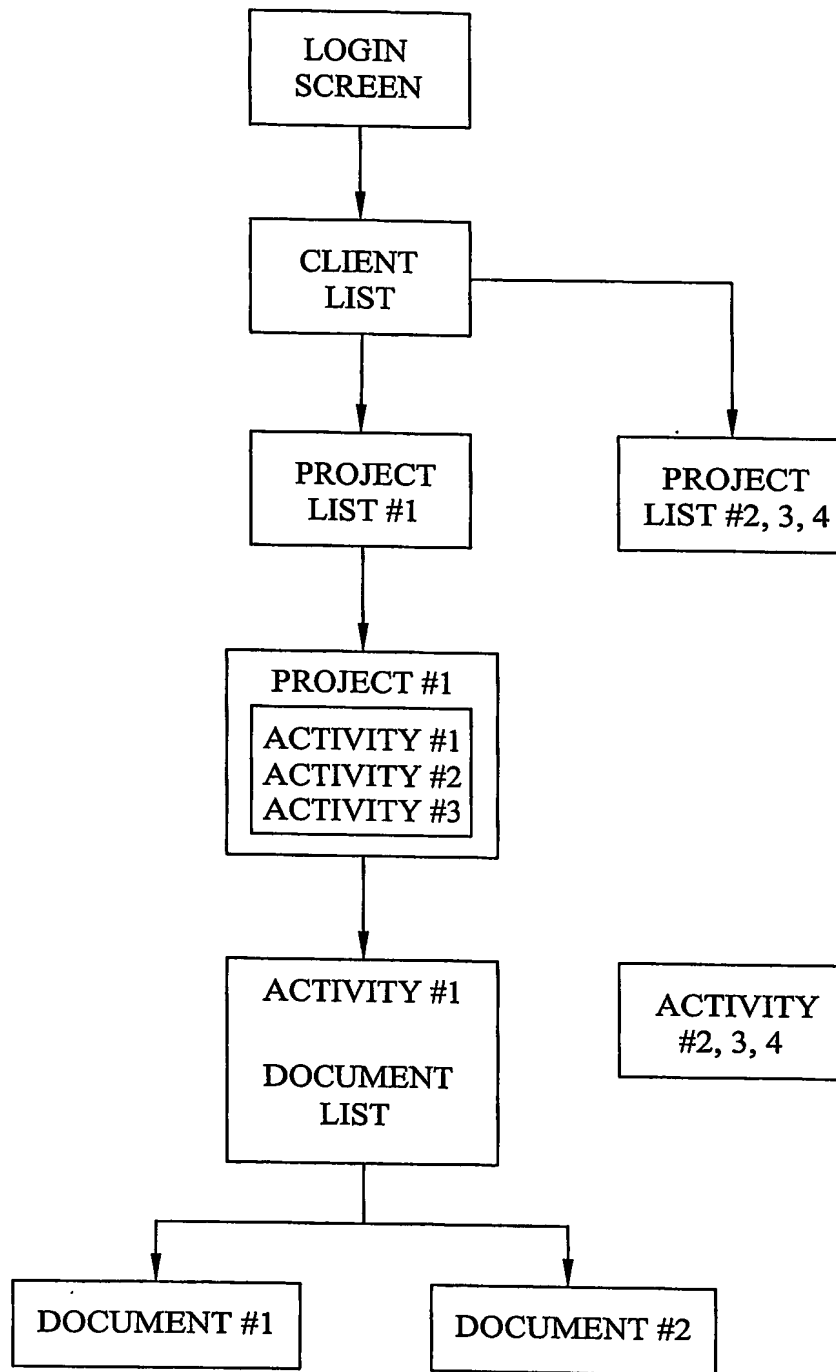 LOGIN
SCREEN
CLIENT
LIST
PROJECT
LIST #1
PROJECT
LIST #2, 3, 4
PROJECT #1
ACTIVITY #1
ACTIVITY #2
ACTIVITY #3
ACTIVITY #1
DOCUMENT
LIST
ACTIVITY
#2, 3, 4
DOCUMENT #1
DOCUMENT #2